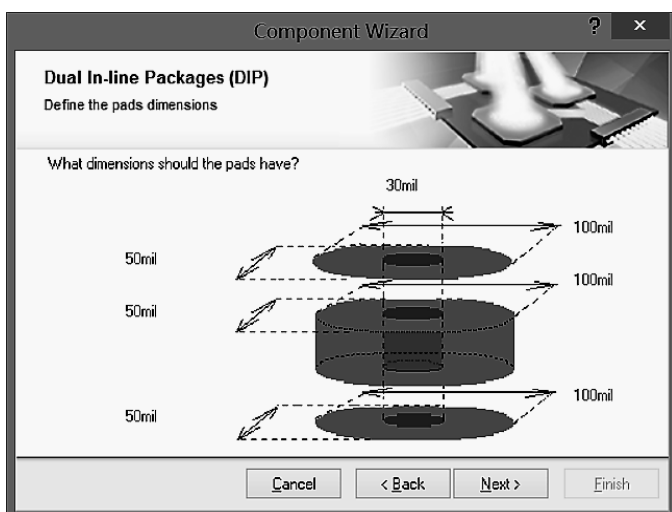 Component Wizard
? ×
Dual In-line Packages (DIP)
Define the pads dimensions
What dimensions should the pads have?
30mil
100mil
50mil
100mil
50mil
100mil
50mil
Cancel
< Back
Next >
Finish